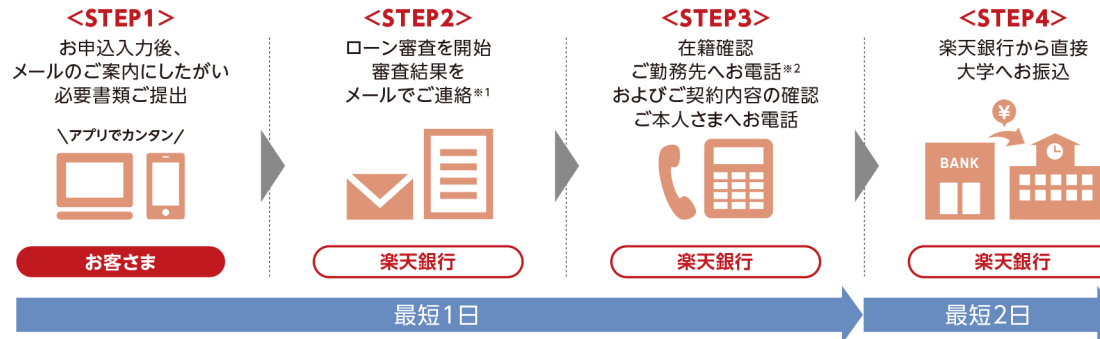 <STEP1>
お申込入力後、
メールのご案内にしたがい
必要書類ご提出
\アプリでカンタン/
お客さま
<STEP2>
ローン審査を開始
審査結果を
メールでご連絡※1
楽天銀行
<STEP3>
在籍確認
ご勤務先へお電話※2
およびご契約内容の確認
ご本人さまへお電話
楽天銀行
<STEP4>
楽天銀行から直接
大学へお振込
¥
BANK
楽天銀行
最短1日
最短2日